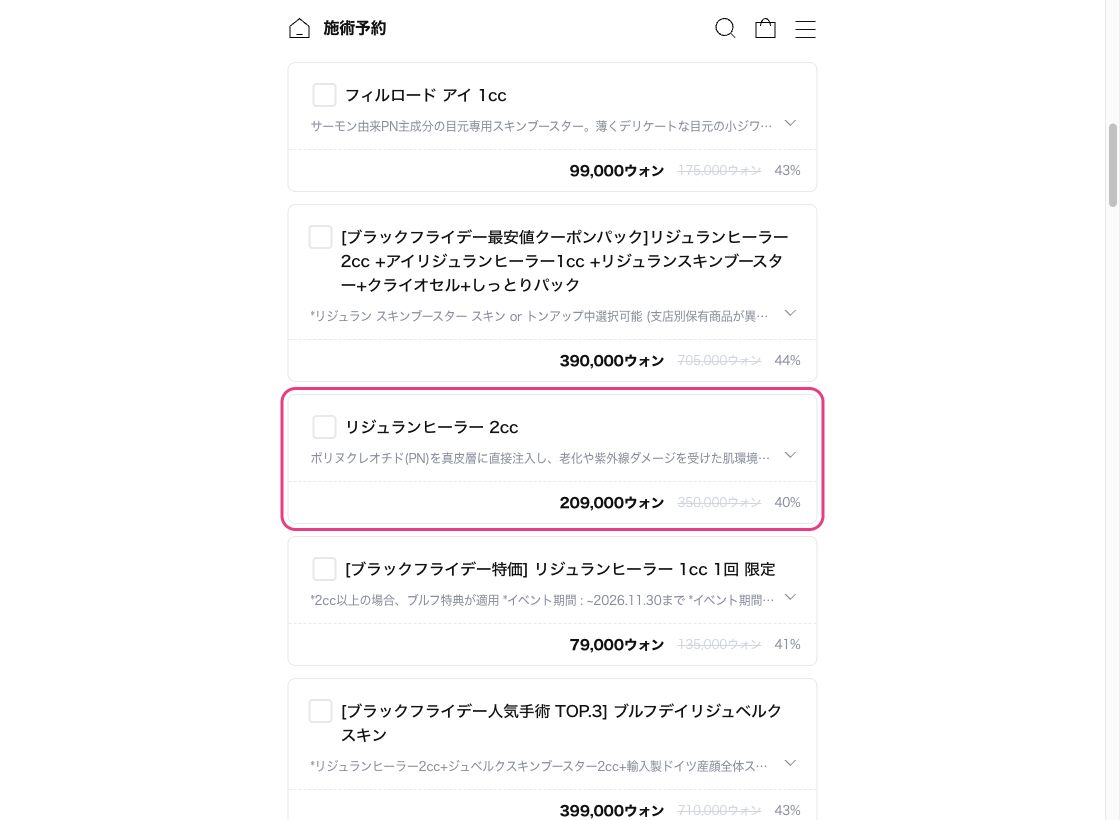 施術予約
フィルロード アイ 1cc
サーモン由来PN主成分の目元専用スキンブースター。薄くデリケートな目元の小ジワ…
99,000ウォン 175,000ウォン 43%
[ブラックフライデー最安値クーポンパック]リジュランヒーラー
2cc +アイリジュランヒーラー1cc +リジュランスキンブースタ
ー+クライオセル+しっとりパック
*リジュラン スキンブースター スキン or トンアップ中選択可能 (支店別保有商品が異…
390,000ウォン 705,000ウォン 44%
リジュランヒーラー 2cc
ポリヌクレオチド(PN)を真皮層に直接注入し、老化や紫外線ダメージを受けた肌環境…
209,000ウォン 350,000ウォン 40%
[ブラックフライデー特価] リジュランヒーラー 1cc 1回 限定
*2cc以上の場合、ブルフ特典が適用 *イベント期間 : ~2026.11.30まで *イベント期間…
79,000ウォン 135,000ウォン 41%
[ブラックフライデー人気手術 TOP.3] ブルフデイリジュベルク
スキン
*リジュランヒーラー2cc+ジュベルクスキンブースター2cc+輸入製ドイツ産顔全体ス…
399,000ウォン 710,000ウォン 43%